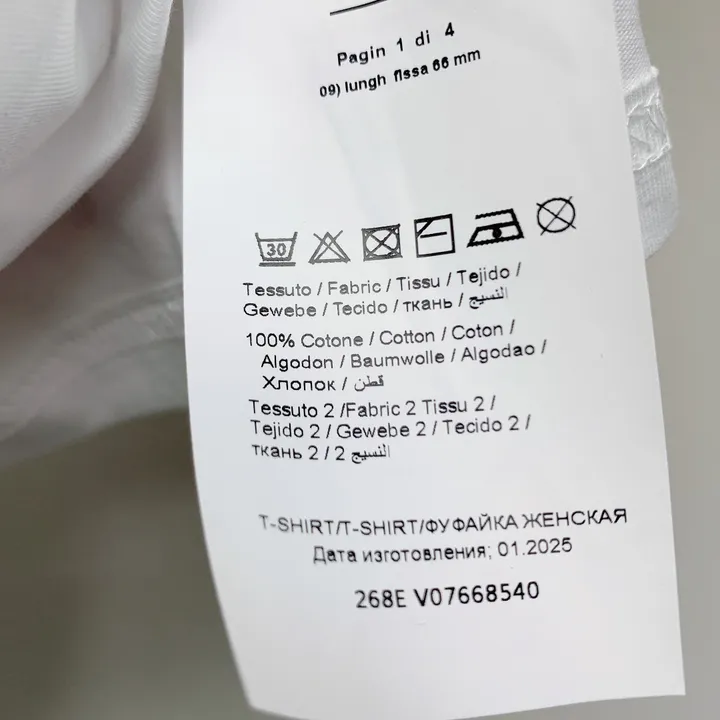 Pagin 1 di 4
09) lungh fissa 66 mm
30
Tessuto / Fabric / Tissu / Tejido /
Gewebe / Tecido / ткань / النسيج
100% Cotone / Cotton / Coton /
Algodon / Baumwolle / Algodao /
Хлопок / قطن
Tessuto 2 /Fabric 2 Tissu 2 /
Tejido 2 / Gewebe 2 / Tecido 2 /
ткань 2 / 2 النسيج
T-SHIRT/T-SHIRT/ФУФАЙКА ЖЕНСКАЯ
Дата изготовления; 01.2025
268E V07668540